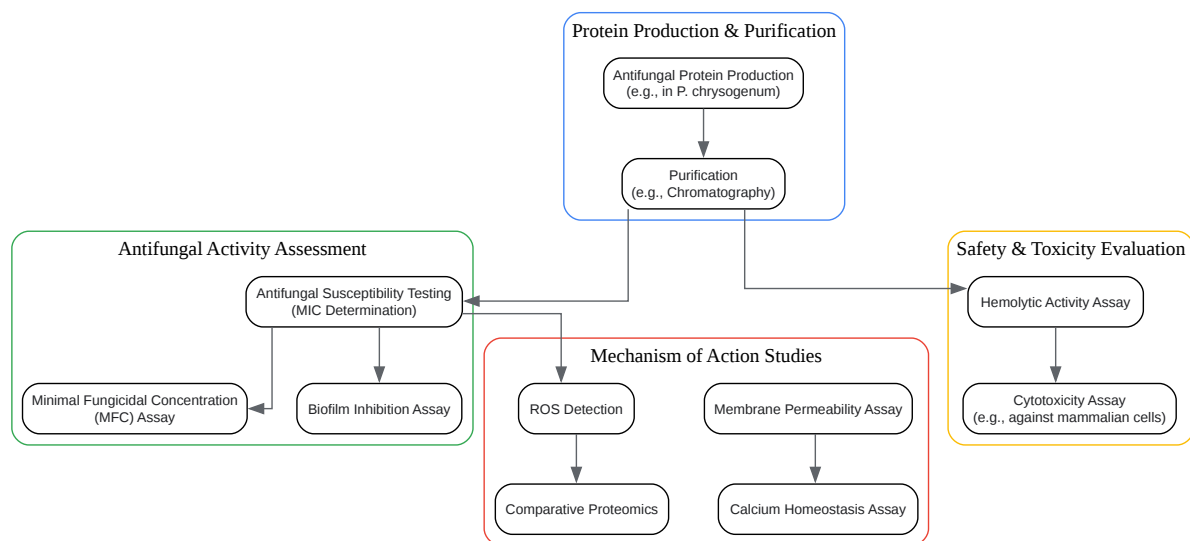 Protein Production & Purification
Antifungal Protein Production
(e.g., in P. chrysogenum)
Purification
(e.g., Chromatography)
Antifungal Activity Assessment
Antifungal Susceptibility Testing
(MIC Determination)
Minimal Fungicidal Concentration
(MFC) Assay
Biofilm Inhibition Assay
Mechanism of Action Studies
ROS Detection
Membrane Permeability Assay
Comparative Proteomics
Calcium Homeostasis Assay
Safety & Toxicity Evaluation
Hemolytic Activity Assay
Cytotoxicity Assay
(e.g., against mammalian cells)